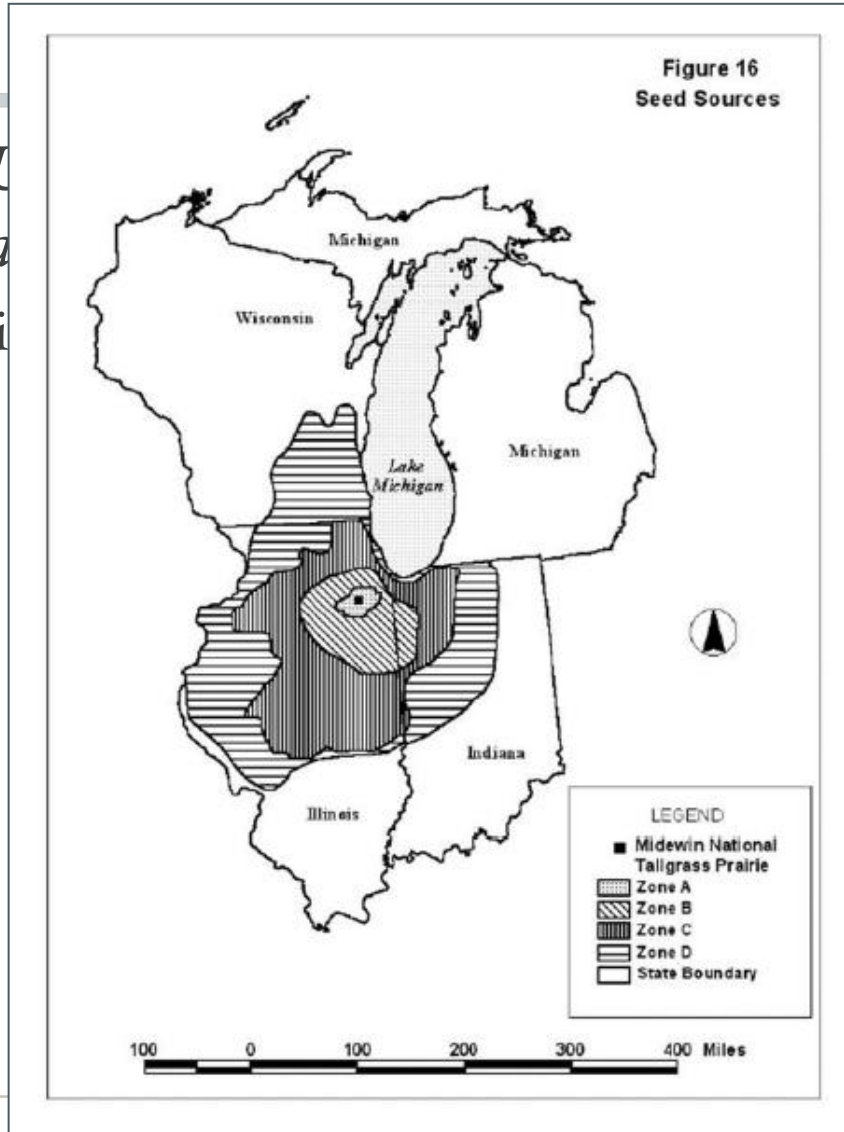 Figure 16
Seed Sources
Michigan
Wisconsin
Michigan
Lake
Michigan
Indiana
Illinois
LEGEND
Midewin National
Tallgrass Prairie
Zone A
Zone B
Zone C
Zone D
State Boundary
100 0 100 200 300 400 Miles